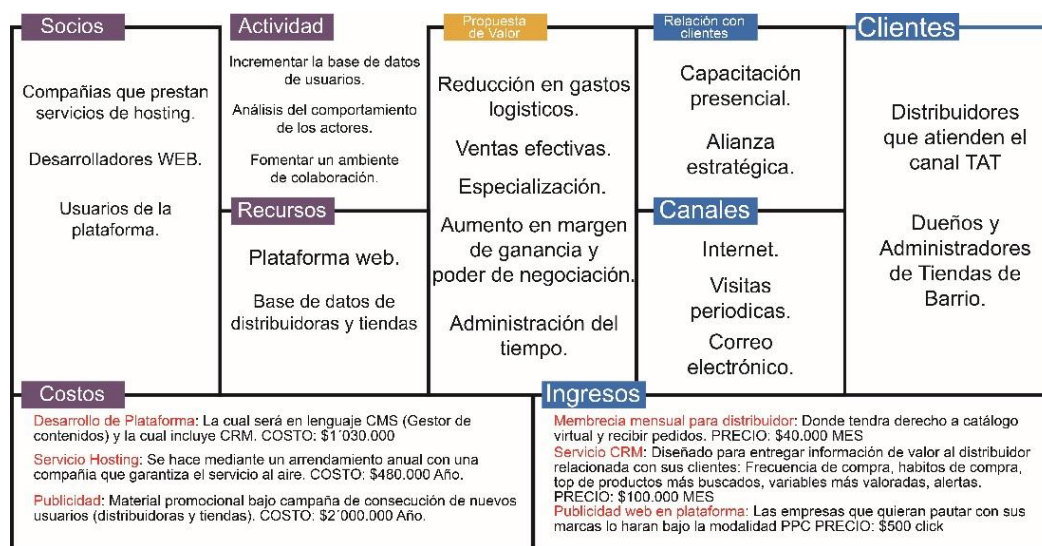 Socios
Compañias que prestan
servicios de hosting.
Desarrolladores WEB.
Usuarios de la
plataforma.
Actividad
Incrementar la base de datos
de usuarios.
Análisis del comportamiento
de los actores.
Fomentar un ambiente
de colaboración.
Recursos
Plataforma web.
Base de datos de
distribuidoras y tiendas
Propuesta
de Valor
Reducción en gastos
logisticos.
Ventas efectivas.
Especialización.
Aumento en margen
de ganancia y
poder de negociación.
Administración del
tiempo.
Relación con
clientes
Capacitación
presencial.
Alianza
estratégica.
Canales
Internet.
Visitas
periodicas.
Correo
electrónico.
Clientes
Distribuidores
que atienden el
canal TAT
Dueños y
Administradores
de Tiendas de
Barrio.
Costos
Desarrollo de Plataforma: La cual será en lenguaje CMS (Gestor de
contenidos) y la cual incluye CRM. COSTO: $1´030.000
Servicio Hosting: Se hace mediante un arrendamiento anual con una
compañia que garantiza el servicio al aire. COSTO: $480.000 Año.
Publicidad: Material promocional bajo campaña de consecución de nuevos
usuarios (distribuidoras y tiendas). COSTO: $2´000.000 Año.
Ingresos
Membrecia mensual para distribuidor: Donde tendra derecho a catálogo
virtual y recibir pedidos. PRECIO: $40.000 MES
Servicio CRM: Diseñado para entregar información de valor al distribuidor
relacionada con sus clientes: Frecuencia de compra, habitos de compra,
top de productos más buscados, variables más valoradas, alertas.
PRECIO: $100.000 MES
Publicidad web en plataforma: Las empresas que quieran pautar con sus
marcas lo haran bajo la modalidad PPC PRECIO: $500 click